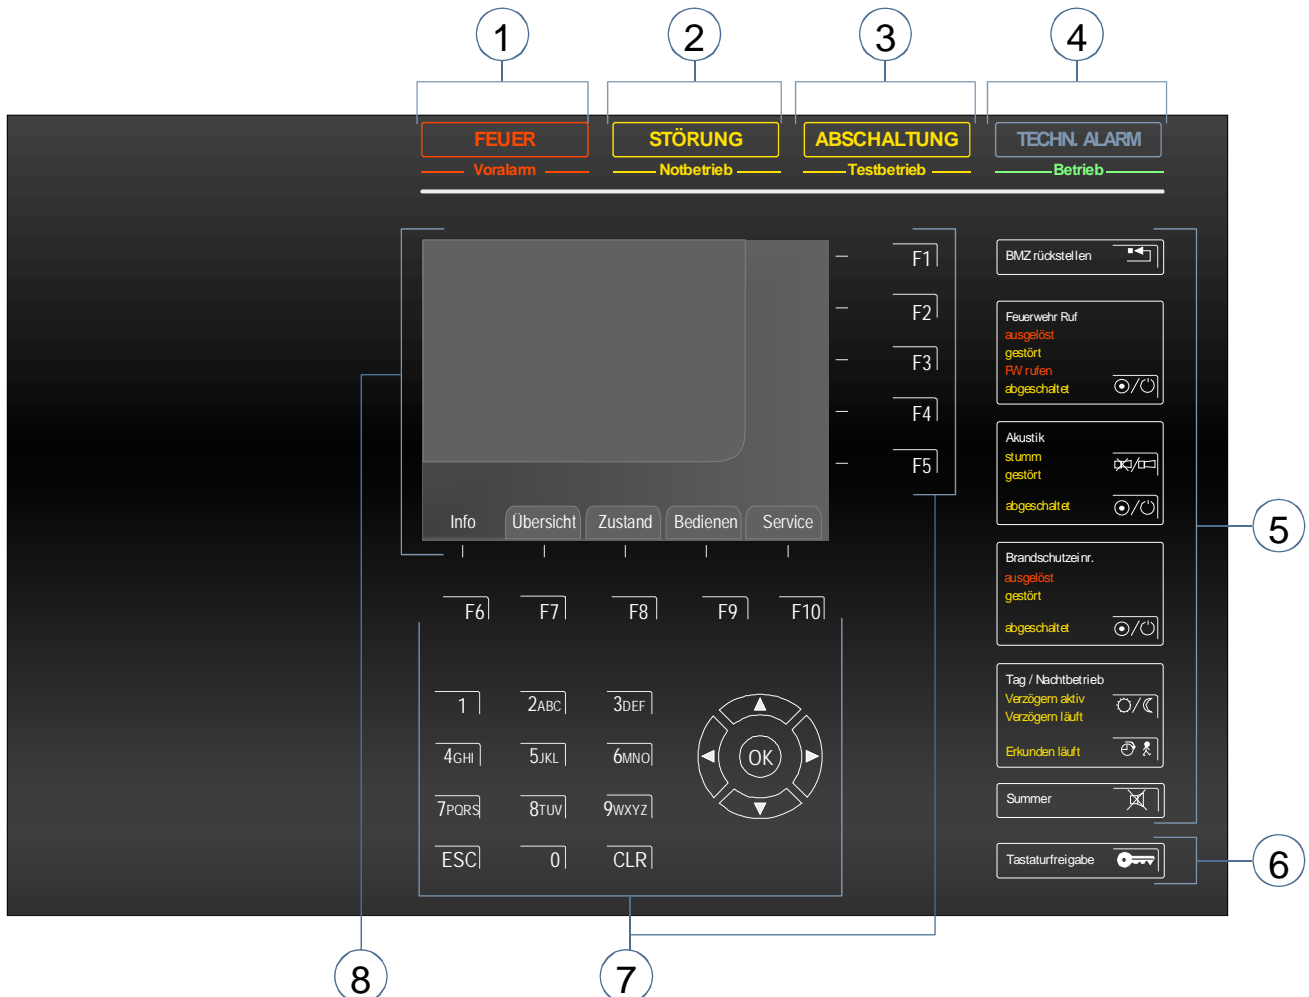 1 2 3 4
FEUER STÖRUNG ABSCHALTUNG TECHN. ALARM
Voralarm Notbetrieb Testbetrieb Betrieb
F1
F2
F3
F4
F5
Info Übersicht Zustand Bedienen Service
F6 F7 F8 F9 F10
1 2ABC 3DEF
4GHI 5JKL 6MNO
7PQRS 8TUV 9WXYZ
ESC 0 CLR
OK
BMZ rückstellen
Feuerwehr Ruf
ausgelöst
gestört
FW rufen
abgeschaltet
Akustik
stumm
gestört
abgeschaltet
Brandschutzeinr.
ausgelöst
gestört
abgeschaltet
Tag / Nachtbetrieb
Verzögern aktiv
Verzögern läuft
Erkunden läuft
Summer
Tastaturfreigabe
5
6
8 7